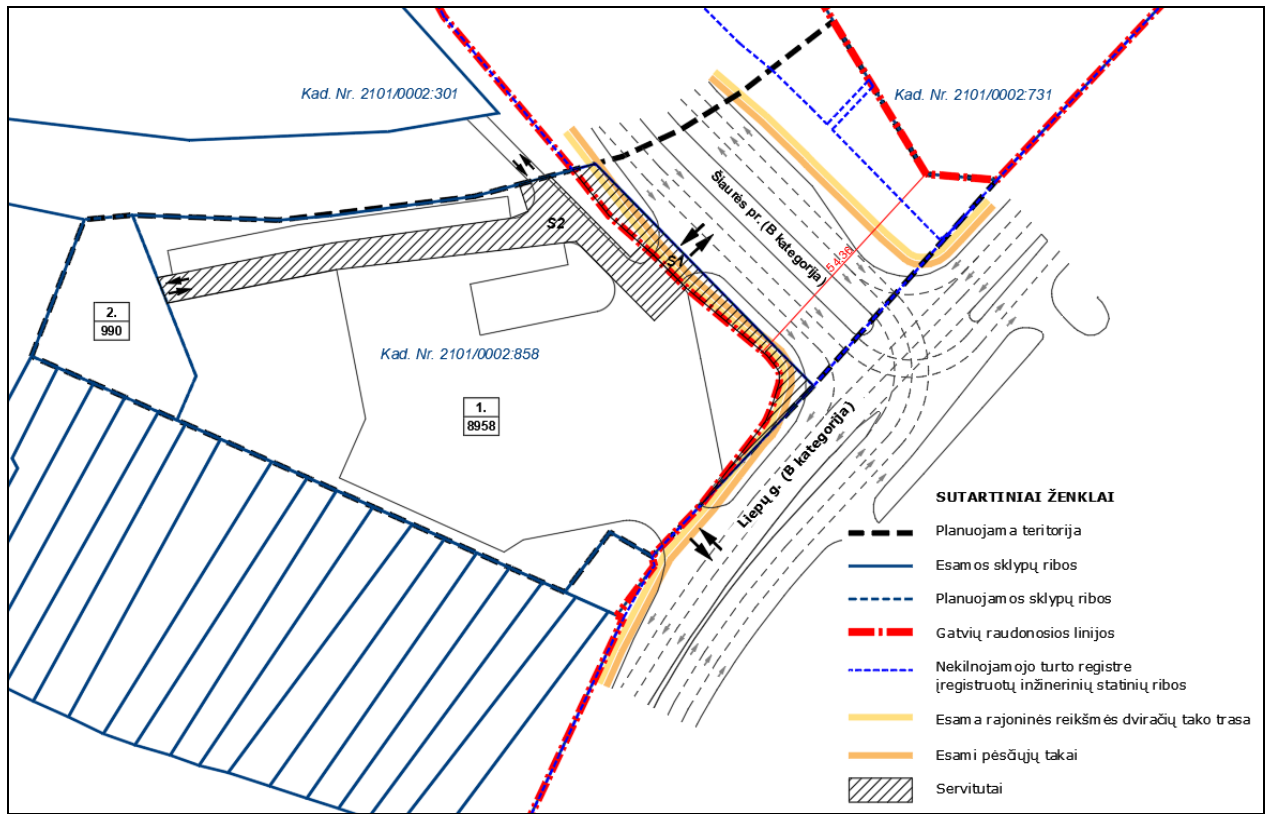 Kad. Nr. 2101/0002:301
Kad. Nr. 2101/0002:731
Šiaurės pr. (B kategorija)
S2
S1
54,36
2.
990
Kad. Nr. 2101/0002:858
1.
8958
Liepų g. (B kategorija)
SUTARTINIAI ŽENKLAI
Planuojama teritorija
Esamos sklypų ribos
Planuojamos sklypų ribos
Gatvių raudonosios linijos
Nekilnojamojo turto registre
įregistruotų inžinerinių statinių ribos
Esama rajoninės reikšmės dviračių tako trasa
Esami pėsčiųjų takai
Servitutai